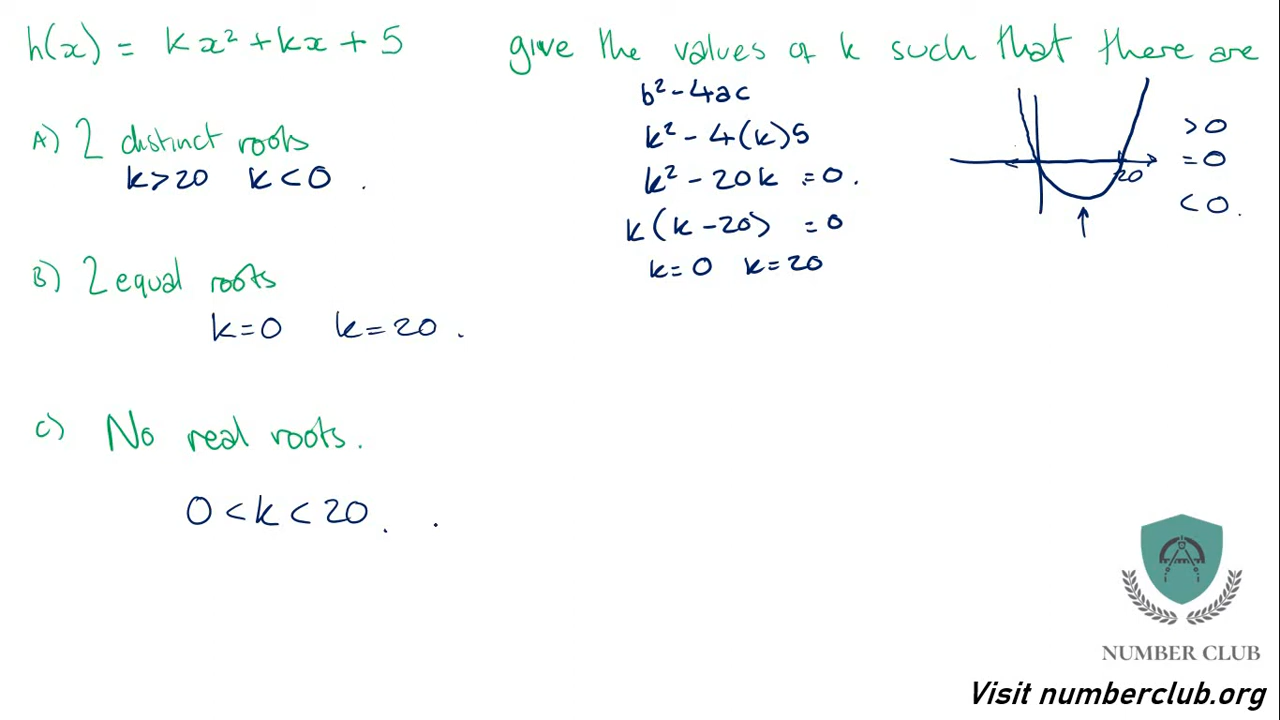 h(x) = kx² + kx + 5 give the values of k such that there are
A) 2 distinct roots
k>20 k<0 .
B) 2 equal roots
k=0 k=20 .
C) No real roots.
0<k<20 .
b²-4ac
k² - 4(k)5
k² - 20k = 0 .
k(k-20) = 0
k=0 k=20
20
>0
=0
<0 .
NUMBER CLUB
Visit numberclub.org